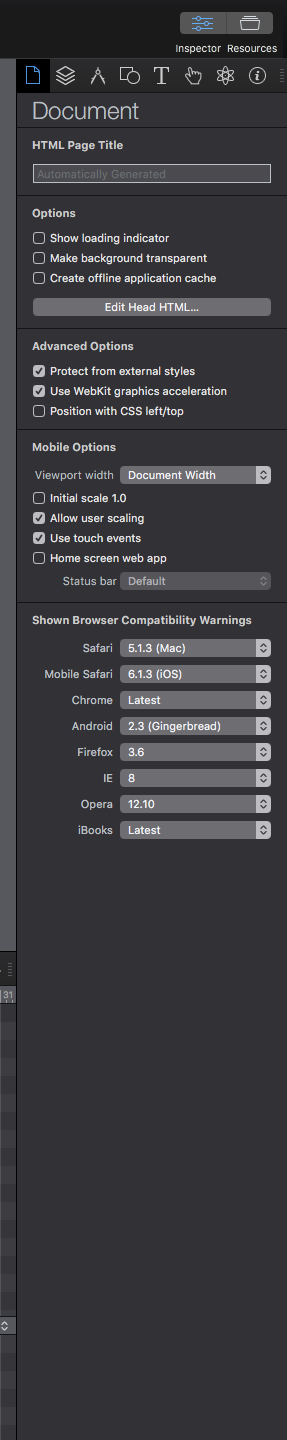 Inspector Resources
Document
HTML Page Title
Automatically Generated
Options
Show loading indicator
Make background transparent
Create offline application cache
Edit Head HTML...
Advanced Options
Protect from external styles
Use WebKit graphics acceleration
Position with CSS left/top
Mobile Options
Viewport width Document Width
Initial scale 1.0
Allow user scaling
Use touch events
Home screen web app
Status bar Default
Shown Browser Compatibility Warnings
Safari 5.1.3 (Mac)
Mobile Safari 6.1.3 (iOS)
Chrome Latest
Android 2.3 (Gingerbread)
Firefox 3.6
IE 8
Opera 12.10
iBooks Latest
31